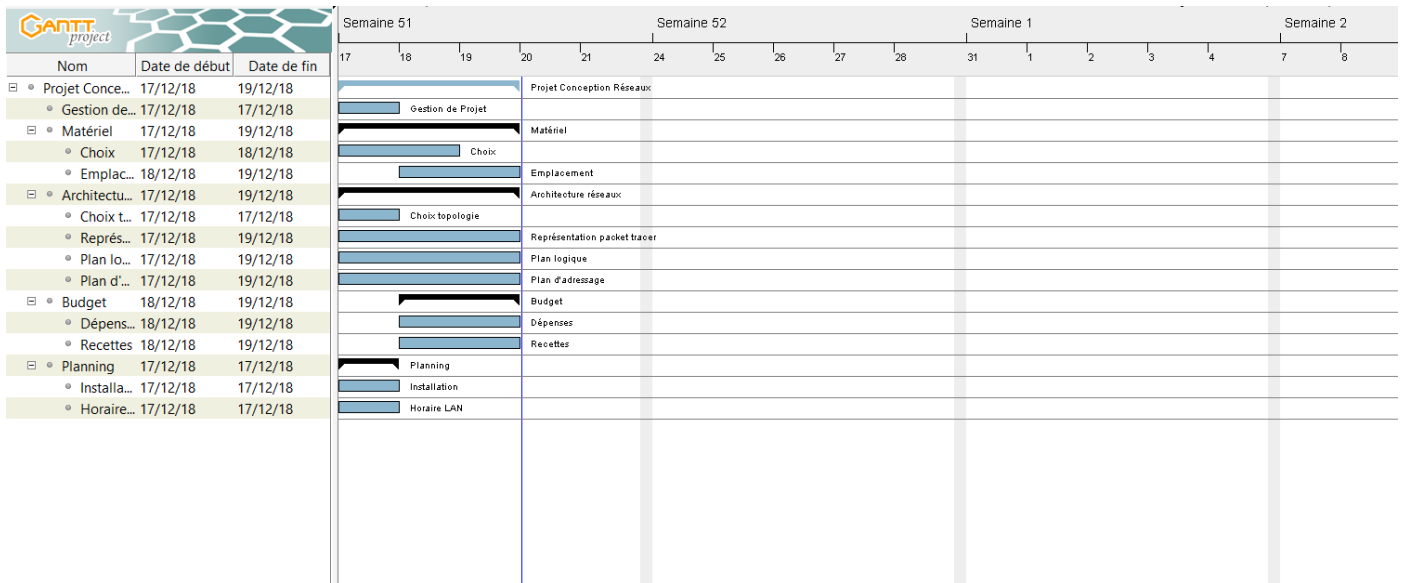 GANTT project
Semaine 51 Semaine 52 Semaine 1 Semaine 2
17 18 19 20 21 24 25 26 27 28 31 1 2 3 4 7 8
Nom Date de début Date de fin
Projet Conce... 17/12/18 19/12/18 Projet Conception Réseaux
Gestion de... 17/12/18 17/12/18 Gestion de Projet
Matériel 17/12/18 19/12/18 Matériel
Choix 17/12/18 18/12/18 Choix
Emplac... 18/12/18 19/12/18 Emplacement
Architectu... 17/12/18 19/12/18 Architecture réseaux
Choix t... 17/12/18 17/12/18 Choix topologie
Représ... 17/12/18 19/12/18 Représentation packet tracer
Plan lo... 17/12/18 19/12/18 Plan logique
Plan d'... 17/12/18 19/12/18 Plan d'adressage
Budget 18/12/18 19/12/18 Budget
Dépens... 18/12/18 19/12/18 Dépenses
Recettes 18/12/18 19/12/18 Recettes
Planning 17/12/18 17/12/18 Planning
Installa... 17/12/18 17/12/18 Installation
Horaire... 17/12/18 17/12/18 Horaire LAN